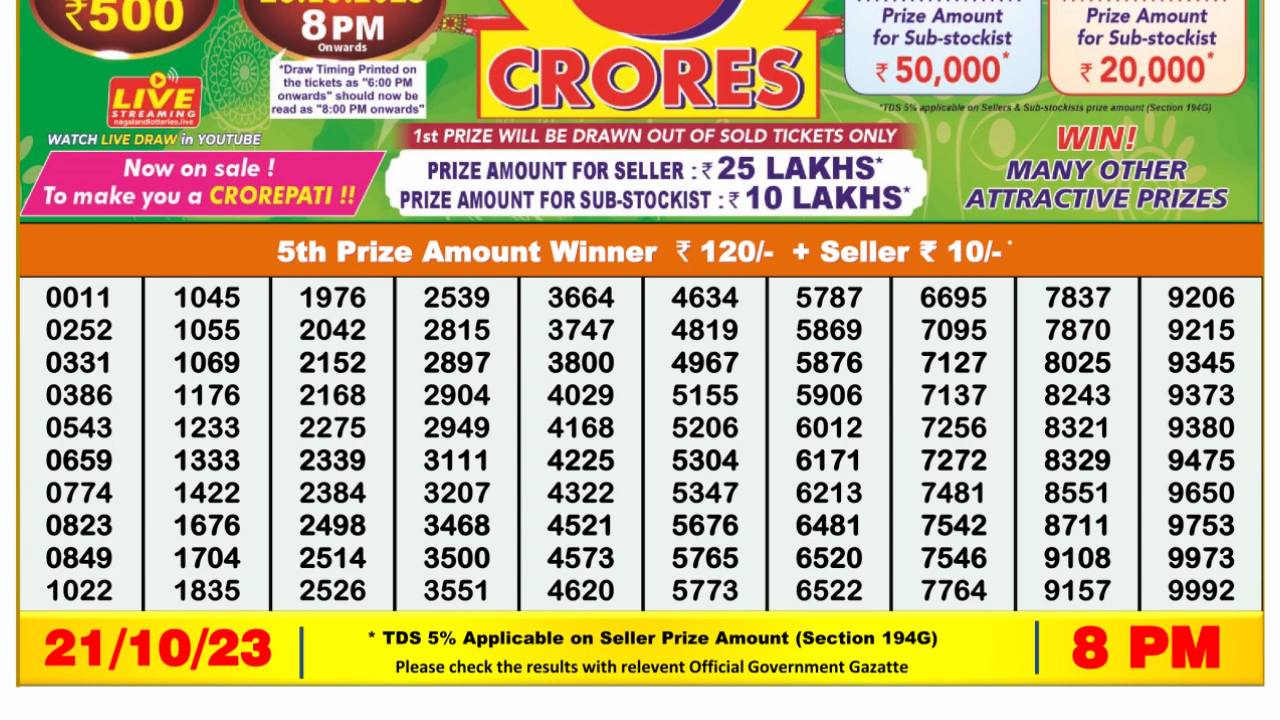 ₹500
8 PM
Onwards
*Draw Timing Printed on
the tickets as "6:00 PM
onwards" should now be
read as "8:00 PM onwards"
LIVE
STREAMING
nagalandlotteries.live
WATCH LIVE DRAW in YOUTUBE
Now on sale !
To make you a CROREPATI !!
CRORES
1st PRIZE WILL BE DRAWN OUT OF SOLD TICKETS ONLY
PRIZE AMOUNT FOR SELLER : ₹ 25 LAKHS*
PRIZE AMOUNT FOR SUB-STOCKIST : ₹ 10 LAKHS*
Prize Amount
for Sub-stockist
₹ 50,000*
Prize Amount
for Sub-stockist
₹ 20,000*
*TDS 5% applicable on Sellers & Sub-stockists prize amount (Section 194G)
WIN!
MANY OTHER
ATTRACTIVE PRIZES
5th Prize Amount Winner ₹ 120/- + Seller ₹ 10/- *
0011 1045 1976 2539 3664 4634 5787 6695 7837 9206
0252 1055 2042 2815 3747 4819 5869 7095 7870 9215
0331 1069 2152 2897 3800 4967 5876 7127 8025 9345
0386 1176 2168 2904 4029 5155 5906 7137 8243 9373
0543 1233 2275 2949 4168 5206 6012 7256 8321 9380
0659 1333 2339 3111 4225 5304 6171 7272 8329 9475
0774 1422 2384 3207 4322 5347 6213 7481 8551 9650
0823 1676 2498 3468 4521 5676 6481 7542 8711 9753
0849 1704 2514 3500 4573 5765 6520 7546 9108 9973
1022 1835 2526 3551 4620 5773 6522 7764 9157 9992
21/10/23
* TDS 5% Applicable on Seller Prize Amount (Section 194G)
Please check the results with relevent Official Government Gazatte
8 PM